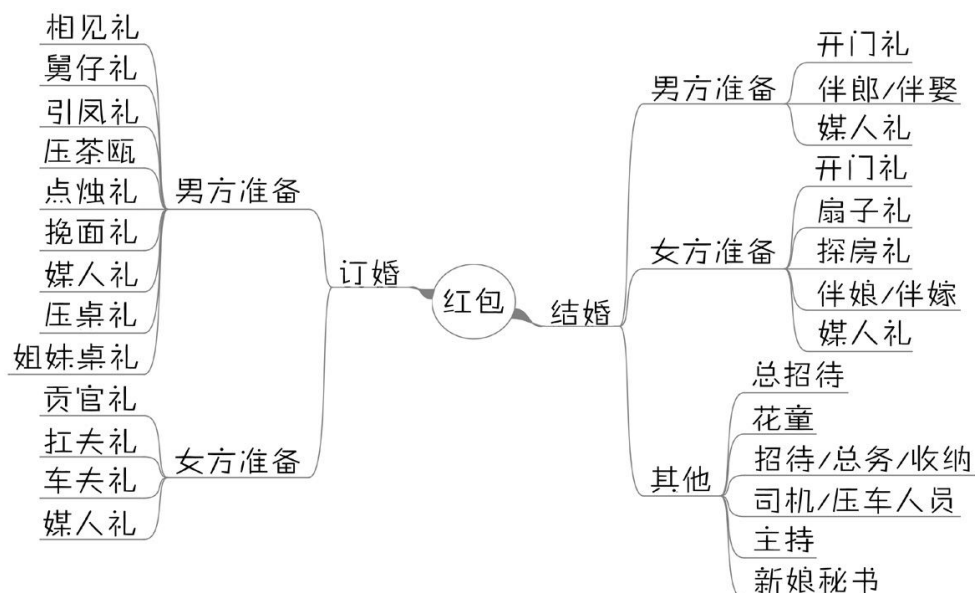 红包
订婚
男方准备
相见礼
舅仔礼
引凤礼
压茶瓯
点烛礼
挽面礼
媒人礼
压桌礼
姐妹桌礼
女方准备
贡官礼
扛夫礼
车夫礼
媒人礼
结婚
男方准备
开门礼
伴郎/伴娶
媒人礼
女方准备
开门礼
扇子礼
探房礼
伴娘/伴嫁
媒人礼
其他
总招待
花童
招待/总务/收纳
司机/压车人员
主持
新娘秘书